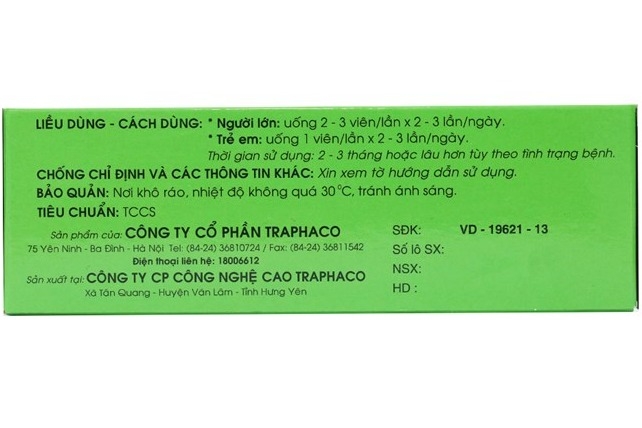 LIỀU DÙNG - CÁCH DÙNG: * Người lớn: uống 2 - 3 viên/lần x 2 - 3 lần/ngày.
* Trẻ em: uống 1 viên/lần x 2 - 3 lần/ngày.
Thời gian sử dụng: 2 - 3 tháng hoặc lâu hơn tùy theo tình trạng bệnh.
CHỐNG CHỈ ĐỊNH VÀ CÁC THÔNG TIN KHÁC: Xin xem tờ hướng dẫn sử dụng.
BẢO QUẢN: Nơi khô ráo, nhiệt độ không quá 30 ⁰C, tránh ánh sáng.
TIÊU CHUẨN: TCCS
Sản phẩm của: CÔNG TY CỔ PHẦN TRAPHACO
75 Yên Ninh - Ba Đình - Hà Nội Tel: (84-24) 36810724 / Fax: (84-24) 36811542
Điện thoại liên hệ: 18006612
Sản xuất tại: CÔNG TY CP CÔNG NGHỆ CAO TRAPHACO
Xã Tân Quang - Huyện Văn Lâm - Tỉnh Hưng Yên
SĐK: VD - 19621 - 13
Số lô SX:
NSX:
HD :